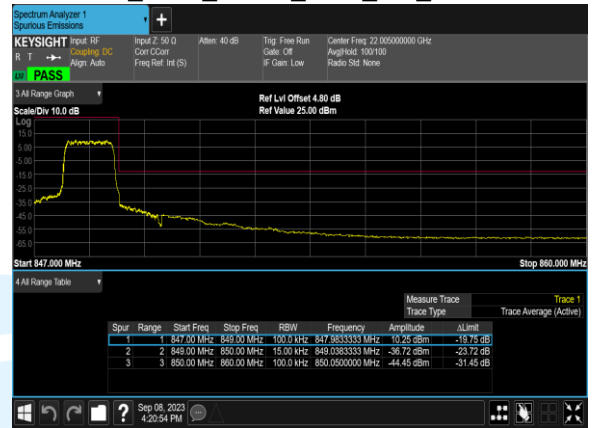 Spectrum Analyzer 1
Spurious Emissions
+
KEYSIGHT Input: RF Input Z: 50 Ω Atten: 40 dB Trig: Free Run Center Freq: 22.005000000 GHz
R T Coupling: DC Corr CCorr Gate: Off Avg|Hold: 100/100
Align: Auto Freq Ref: Int (S) IF Gain: Low Radio Std: None
PASS
3 All Range Graph
Ref Lvl Offset 4.80 dB
Scale/Div 10.0 dB Ref Value 25.00 dBm
Log
15.0
5.00
-5.00
-15.0
-25.0
-35.0
-45.0
-55.0
-65.0
Start 847.000 MHz Stop 860.000 MHz
4 All Range Table
Measure Trace Trace 1
Trace Type Trace Average (Active)
Spur Range Start Freq Stop Freq RBW Frequency Amplitude ΔLimit
1 1 847.00 MHz 849.00 MHz 100.0 kHz 847.9833333 MHz 10.25 dBm -19.75 dB
2 2 849.00 MHz 850.00 MHz 15.00 kHz 849.0383333 MHz -36.72 dBm -23.72 dB
3 3 850.00 MHz 860.00 MHz 100.0 kHz 850.0500000 MHz -44.45 dBm -31.45 dB
?
Sep 08, 2023
4:20:54 PM